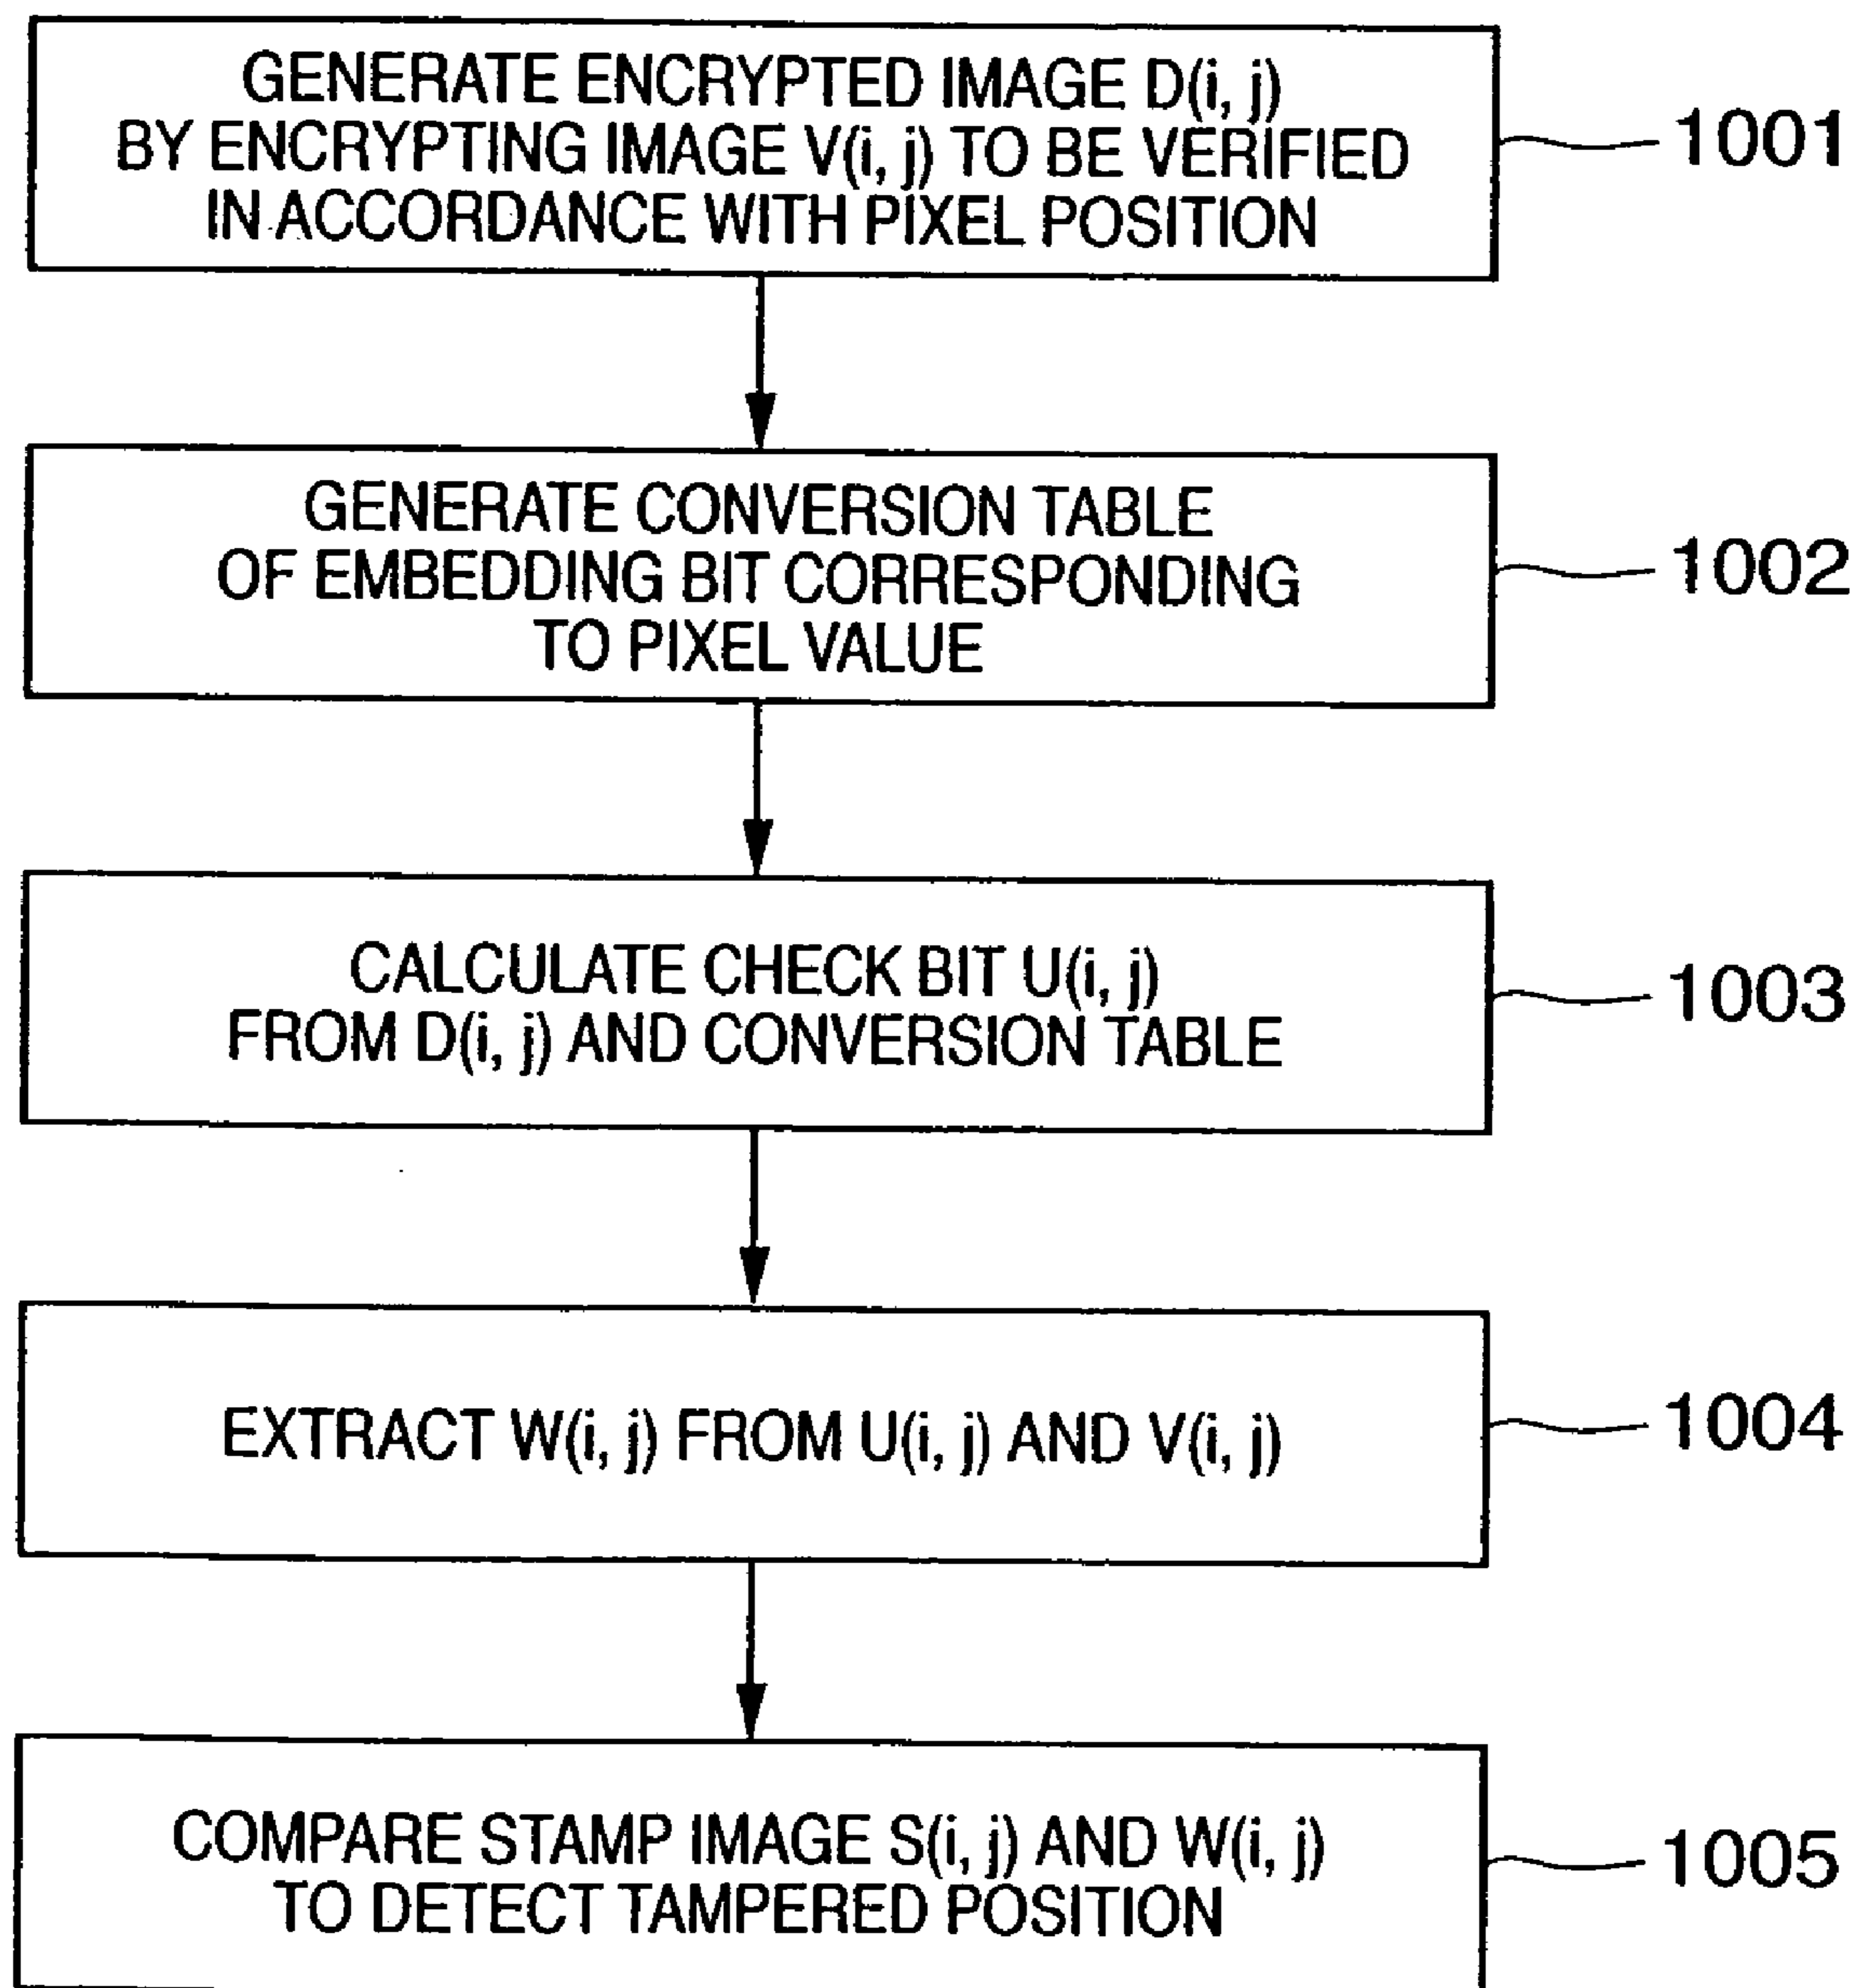 GENERATE ENCRYPTED IMAGE D(i, j)
BY ENCRYPTING IMAGE V(i, j) TO BE VERIFIED
IN ACCORDANCE WITH PIXEL POSITION
1001
GENERATE CONVERSION TABLE
OF EMBEDDING BIT CORRESPONDING
TO PIXEL VALUE
1002
CALCULATE CHECK BIT U(i, j)
FROM D(i, j) AND CONVERSION TABLE
1003
EXTRACT W(i, j) FROM U(i, j) AND V(i, j)
1004
COMPARE STAMP IMAGE S(i, j) AND W(i, j)
TO DETECT TAMPERED POSITION
1005